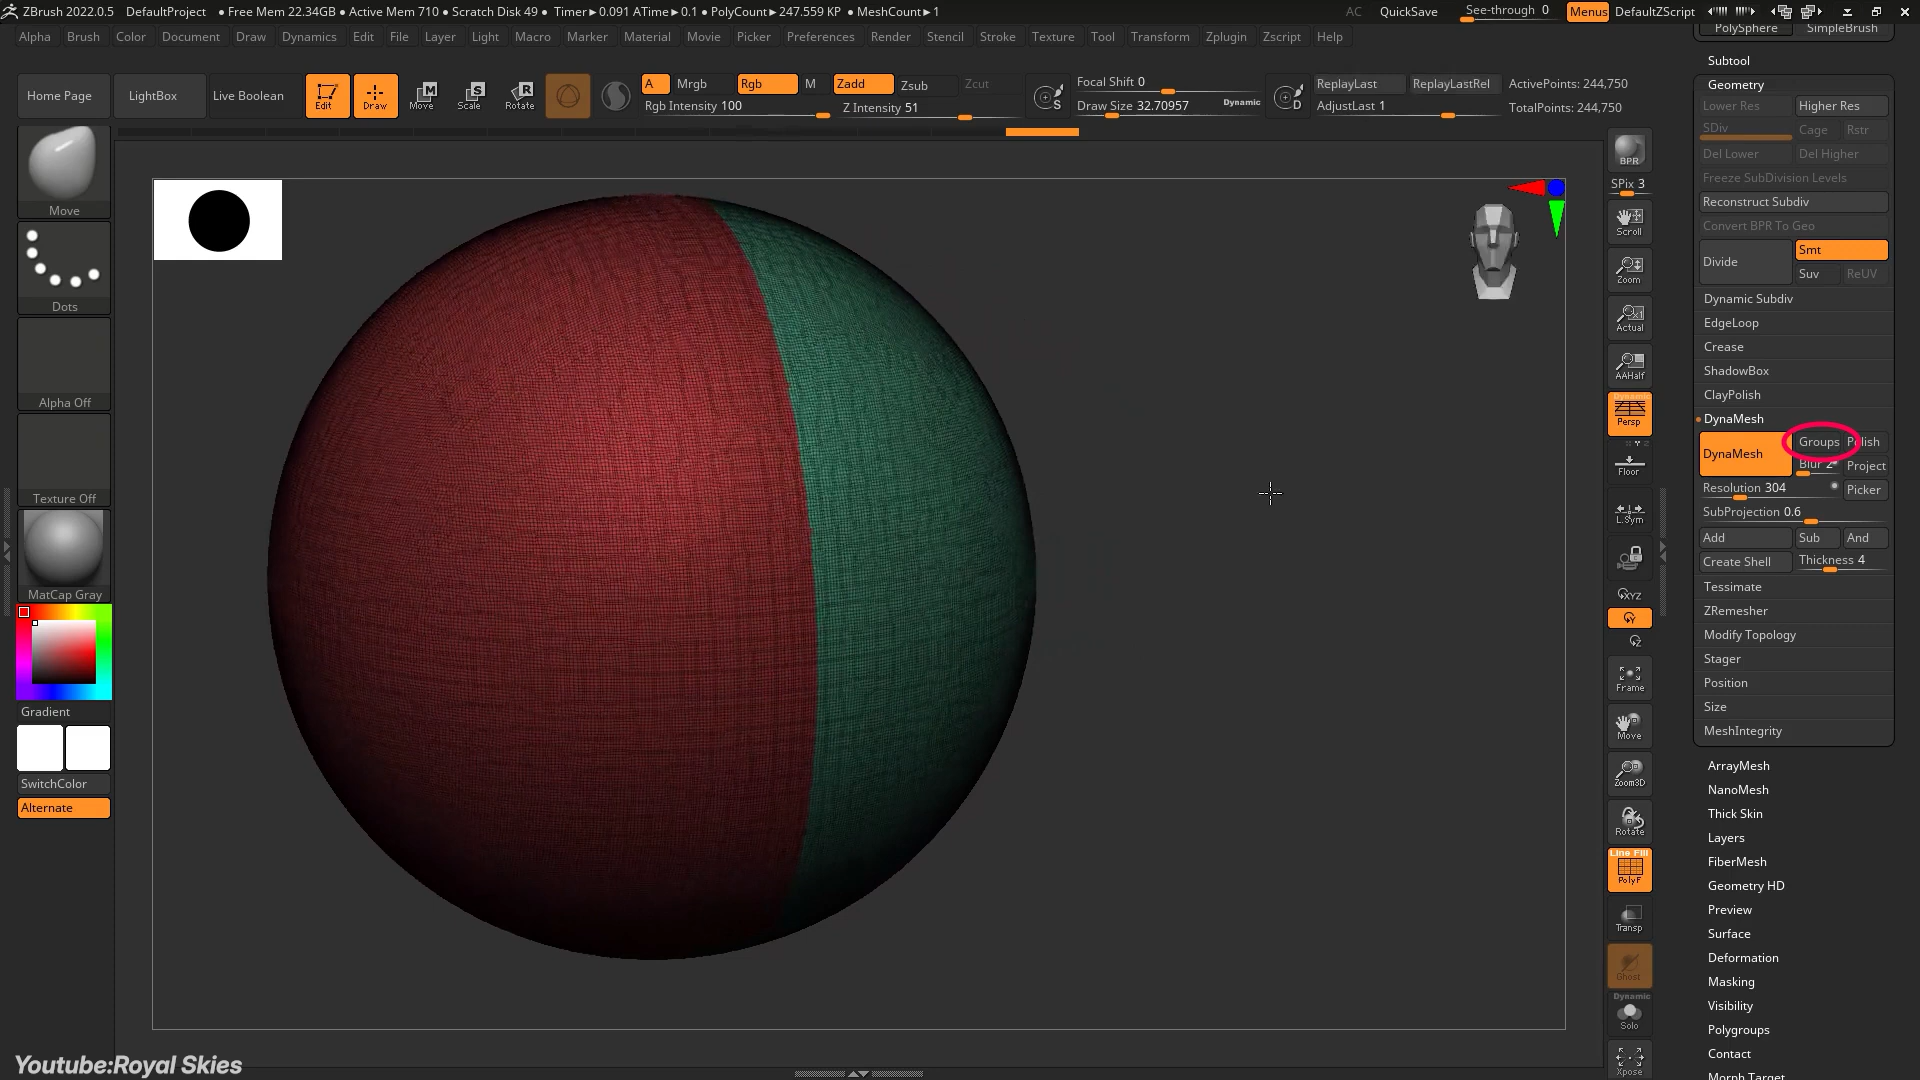 ZBrush 2022.0.5 DefaultProject • Free Mem 22.34GB • Active Mem 710 • Scratch Disk 49 • Timer►0.091 ATime►0.1 • PolyCount►247.559 KP • MeshCount►1 AC QuickSave See-through 0 Menus DefaultZScript
Alpha Brush Color Document Draw Dynamics Edit File Layer Light Macro Marker Material Movie Picker Preferences Render Stencil Stroke Texture Tool Transform Zplugin Zscript Help
PolySphere SimpleBrush
Home Page LightBox Live Boolean Edit Draw Move Scale Rotate
A Mrgb Rgb M Zadd Zsub Zcut
Rgb Intensity 100 Z Intensity 51
Focal Shift 0
Draw Size 32.70957 Dynamic
S
D
ReplayLast ReplayLastRel ActivePoints: 244,750
AdjustLast 1 TotalPoints: 244,750
Move
Dots
Alpha Off
Texture Off
MatCap Gray
Gradient
SwitchColor
Alternate
BPR
SPix 3
Scroll
Zoom
Actual
AAHalf
Dynamic
Persp
Floor
L.Sym
XYZ
Y
Z
Frame
Move
Zoom3D
Rotate
Line Fill
PolyF
Transp
Ghost
Dynamic
Solo
Xpose
Subtool
Geometry
Lower Res Higher Res
SDiv Cage Rstr
Del Lower Del Higher
Freeze SubDivision Levels
Reconstruct Subdiv
Convert BPR To Geo
Divide Smt
Suv ReUV
Dynamic Subdiv
EdgeLoop
Crease
ShadowBox
ClayPolish
DynaMesh
DynaMesh Groups Polish
Blur 2 Project
Resolution 304 Picker
SubProjection 0.6
Add Sub And
Create Shell Thickness 4
Tessimate
ZRemesher
Modify Topology
Stager
Position
Size
MeshIntegrity
ArrayMesh
NanoMesh
Thick Skin
Layers
FiberMesh
Geometry HD
Preview
Surface
Deformation
Masking
Visibility
Polygroups
Contact
Morph Target
Youtube:Royal Skies